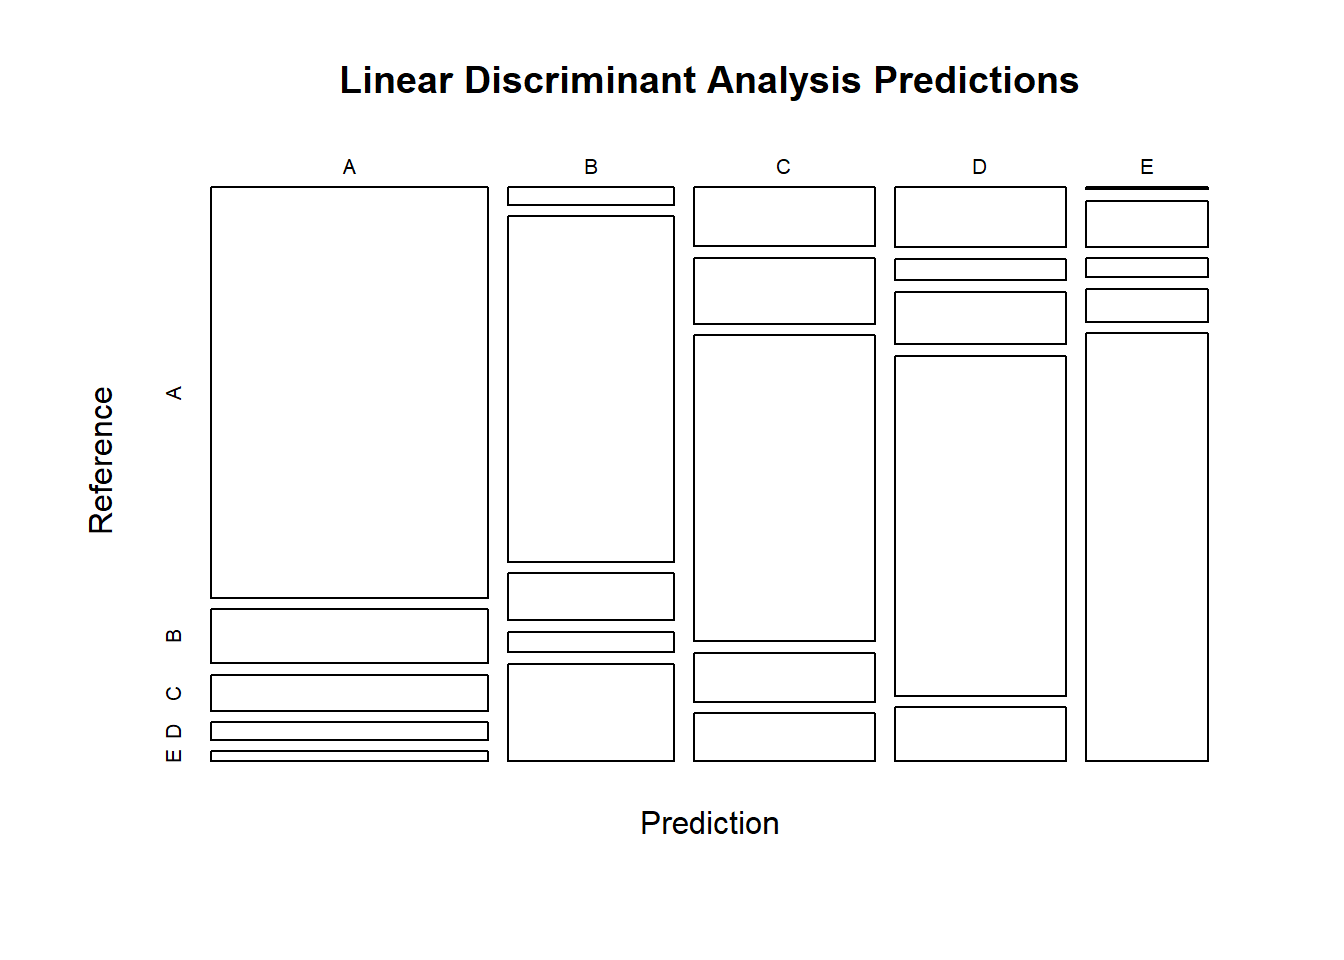 Linear Discriminant Analysis Predictions
A B C D E
Reference
A
B
C
D
E
Prediction